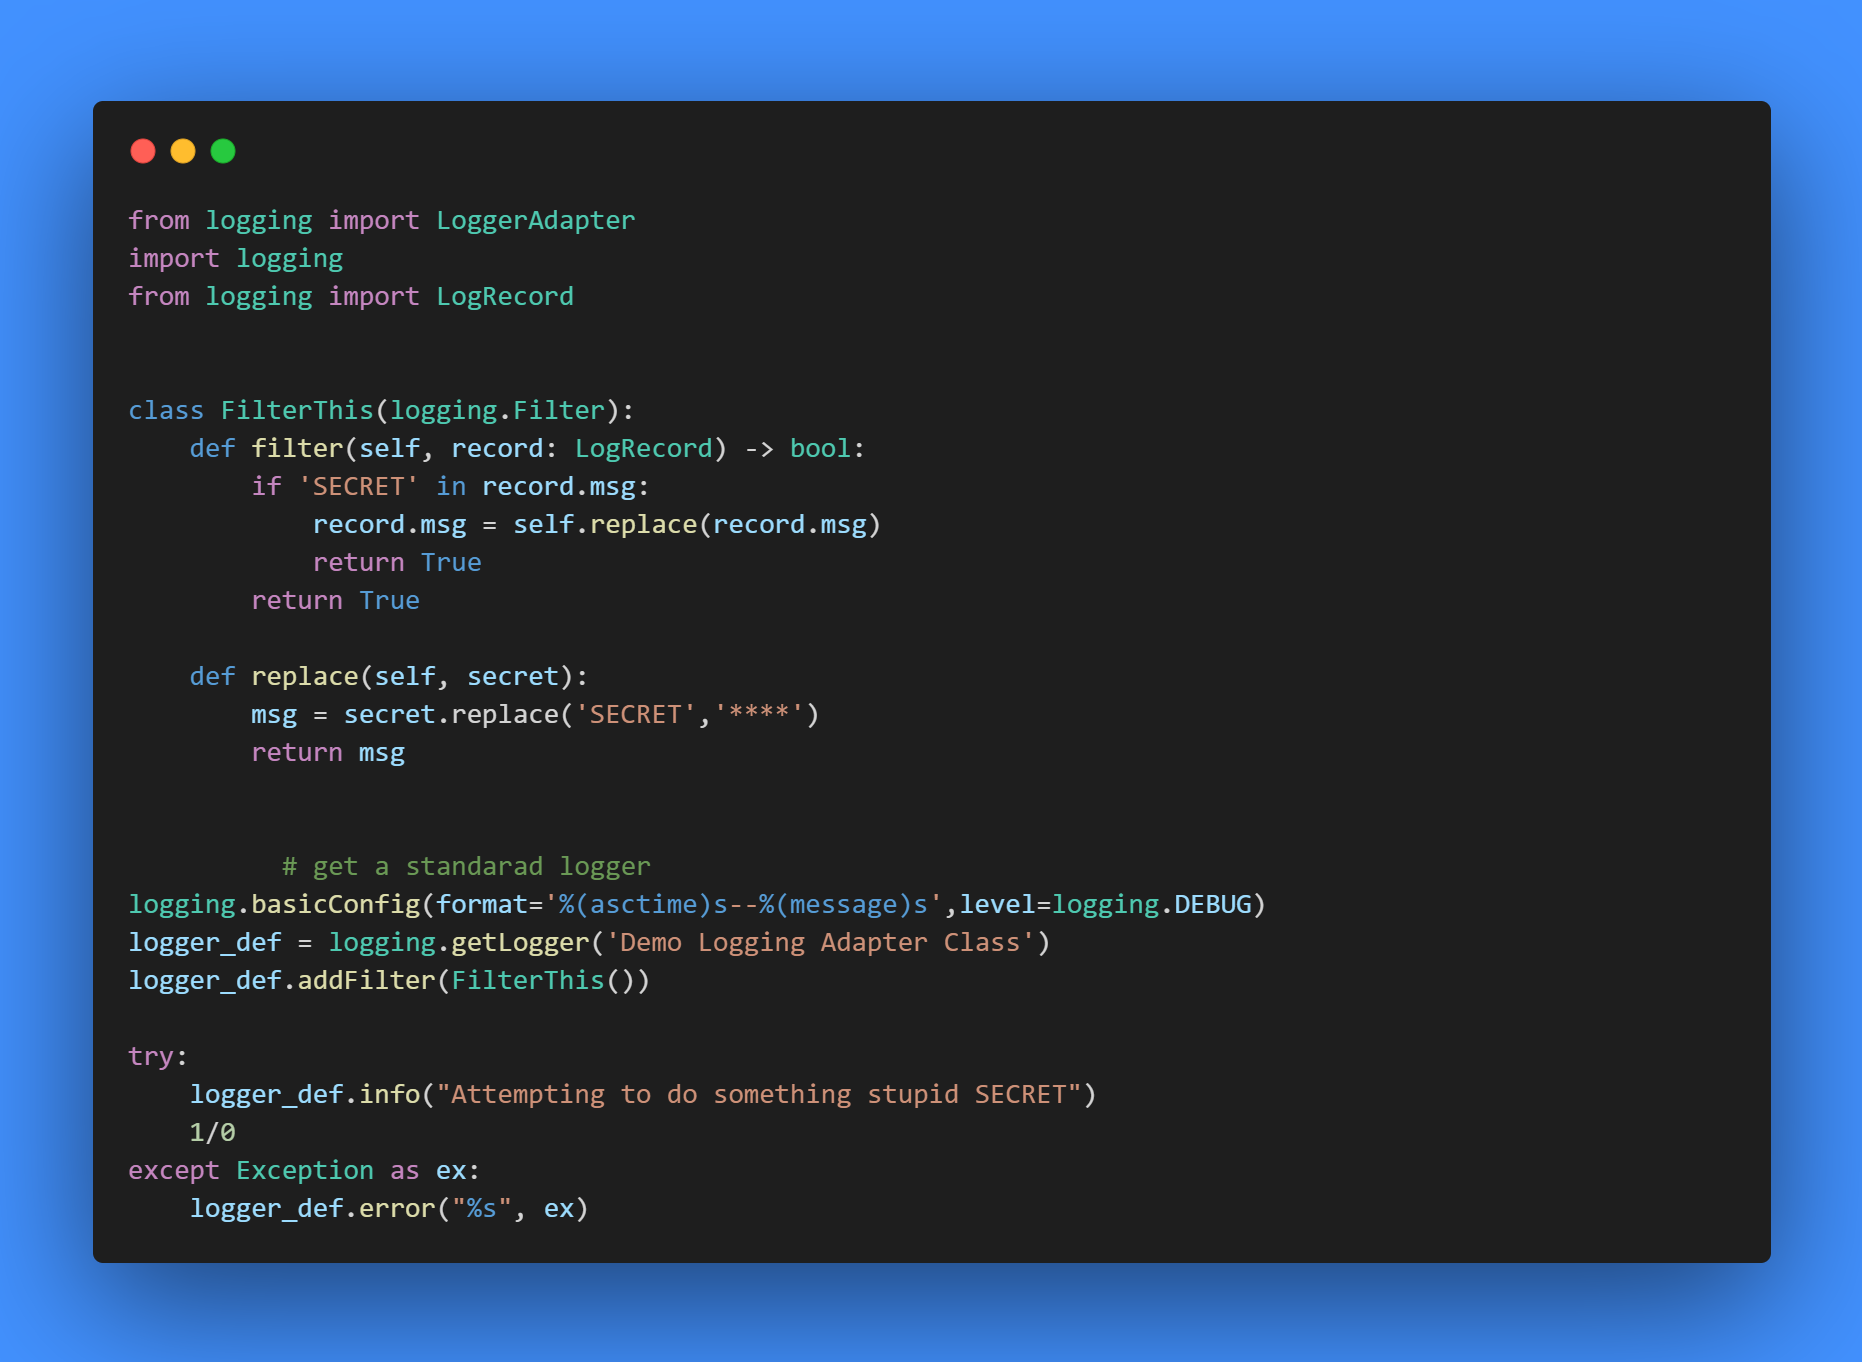 from logging import LoggerAdapter
import logging
from logging import LogRecord
class FilterThis(logging.Filter):
    def filter(self, record: LogRecord) -> bool:
        if 'SECRET' in record.msg:
            record.msg = self.replace(record.msg)
            return True
        return True
    def replace(self, secret):
        msg = secret.replace('SECRET','****')
        return msg
          # get a standarad logger
logging.basicConfig(format='%(asctime)s--%(message)s',level=logging.DEBUG)
logger_def = logging.getLogger('Demo Logging Adapter Class')
logger_def.addFilter(FilterThis())
try:
    logger_def.info("Attempting to do something stupid SECRET")
    1/0
except Exception as ex:
    logger_def.error("%s", ex)